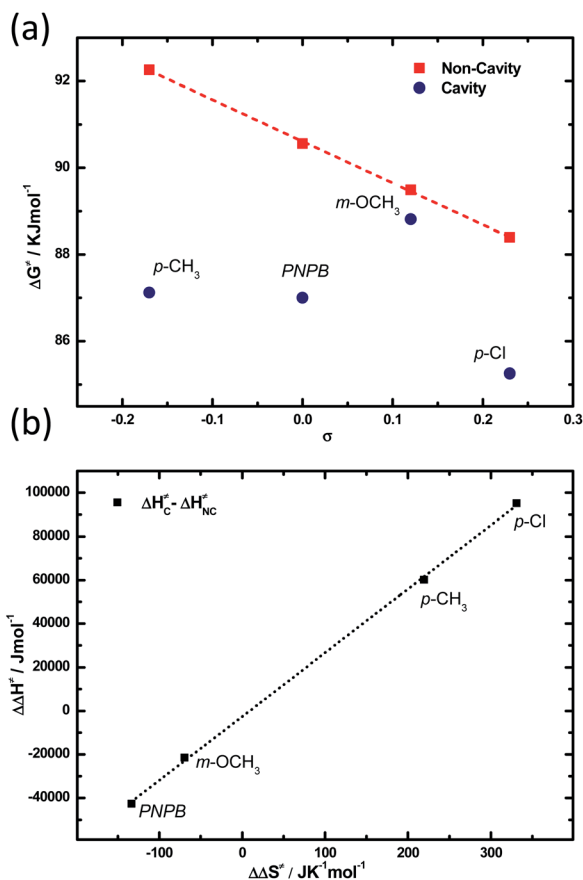 (a)
92
90
88
86
ΔG≠ / KJmol-1
Non-Cavity
Cavity
m-OCH3
p-CH3
PNPB
p-Cl
-0.2 -0.1 0.0 0.1 0.2 0.3
σ
(b)
100000
80000
60000
40000
20000
0
-20000
-40000
ΔΔH≠ / Jmol-1
ΔH≠C- ΔH≠NC
p-Cl
p-CH3
m-OCH3
PNPB
-100 0 100 200 300
ΔΔS≠ / JK-1mol-1